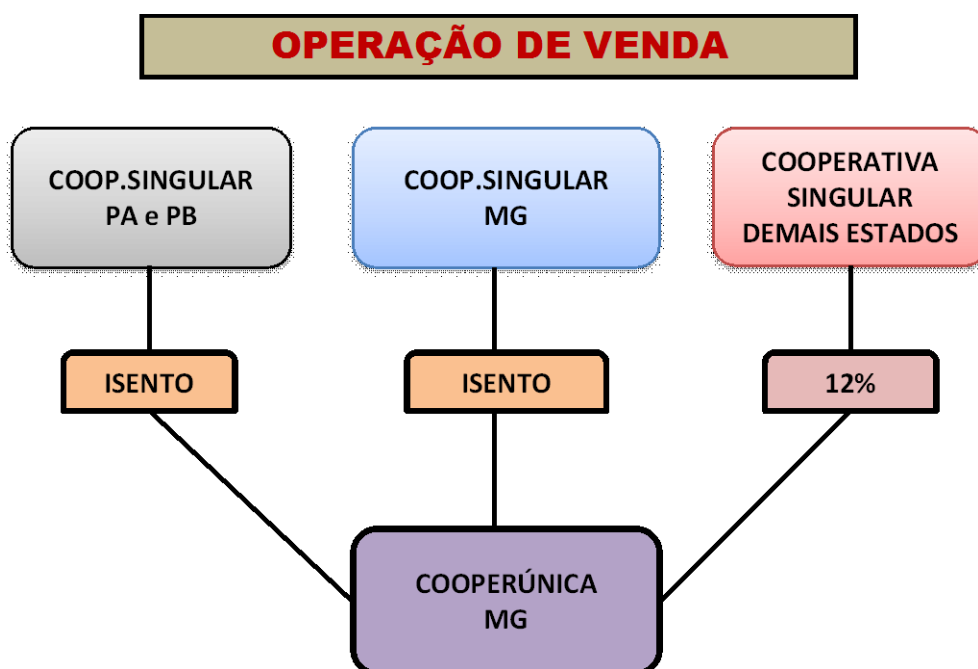 OPERAÇÃO DE VENDA
COOP.SINGULAR
PA e PB
COOP.SINGULAR
MG
COOPERATIVA
SINGULAR
DEMAIS ESTADOS
ISENTO
ISENTO
12%
COOPERÚNICA
MG